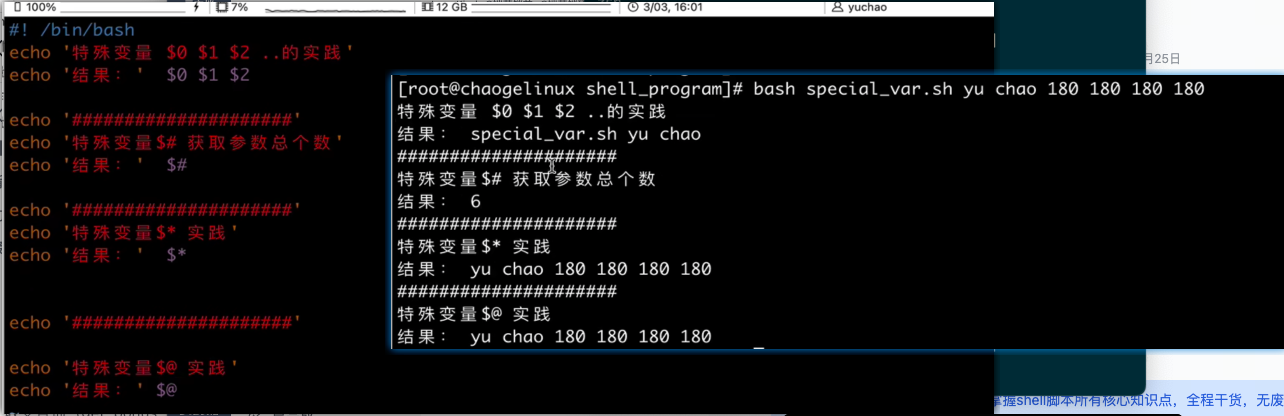 100% 7% 12 GB 3/03, 16:01 yuchao
#! /bin/bash
echo '特殊变量 $0 $1 $2 ..的实践'
echo '结果: ' $0 $1 $2
echo '#####################'
echo '特殊变量$# 获取参数总个数'
echo '结果: ' $#
echo '#####################'
echo '特殊变量$* 实践'
echo '结果: ' $*
echo '#####################'
echo '特殊变量$@ 实践'
echo '结果: ' $@
[root@chaogelinux shell_program]# bash special_var.sh yu chao 180 180 180 180
特殊变量 $0 $1 $2 ..的实践
结果: special_var.sh yu chao
#####################
特殊变量$# 获取参数总个数
结果: 6
#####################
特殊变量$* 实践
结果: yu chao 180 180 180 180
#####################
特殊变量$@ 实践
结果: yu chao 180 180 180 180
月25日
掌握shell脚本所有核心知识点，全程干货，无废